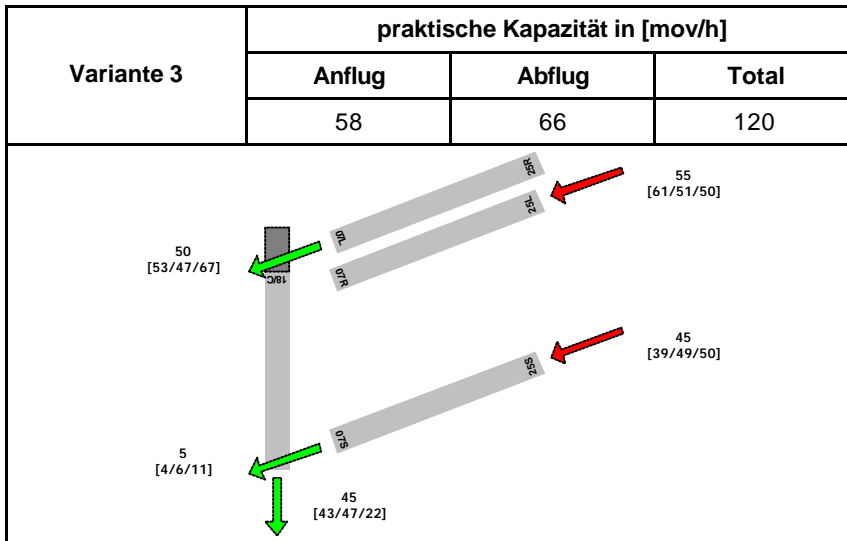 praktische Kapazität in [mov/h]
Variante 3
Anflug Abflug Total
58 66 120
25R
55
[61/51/50]
25L
07L
50
[53/47/67]
07R
18/C
45
[39/49/50]
25S
07S
5
[4/6/11]
45
[43/47/22]